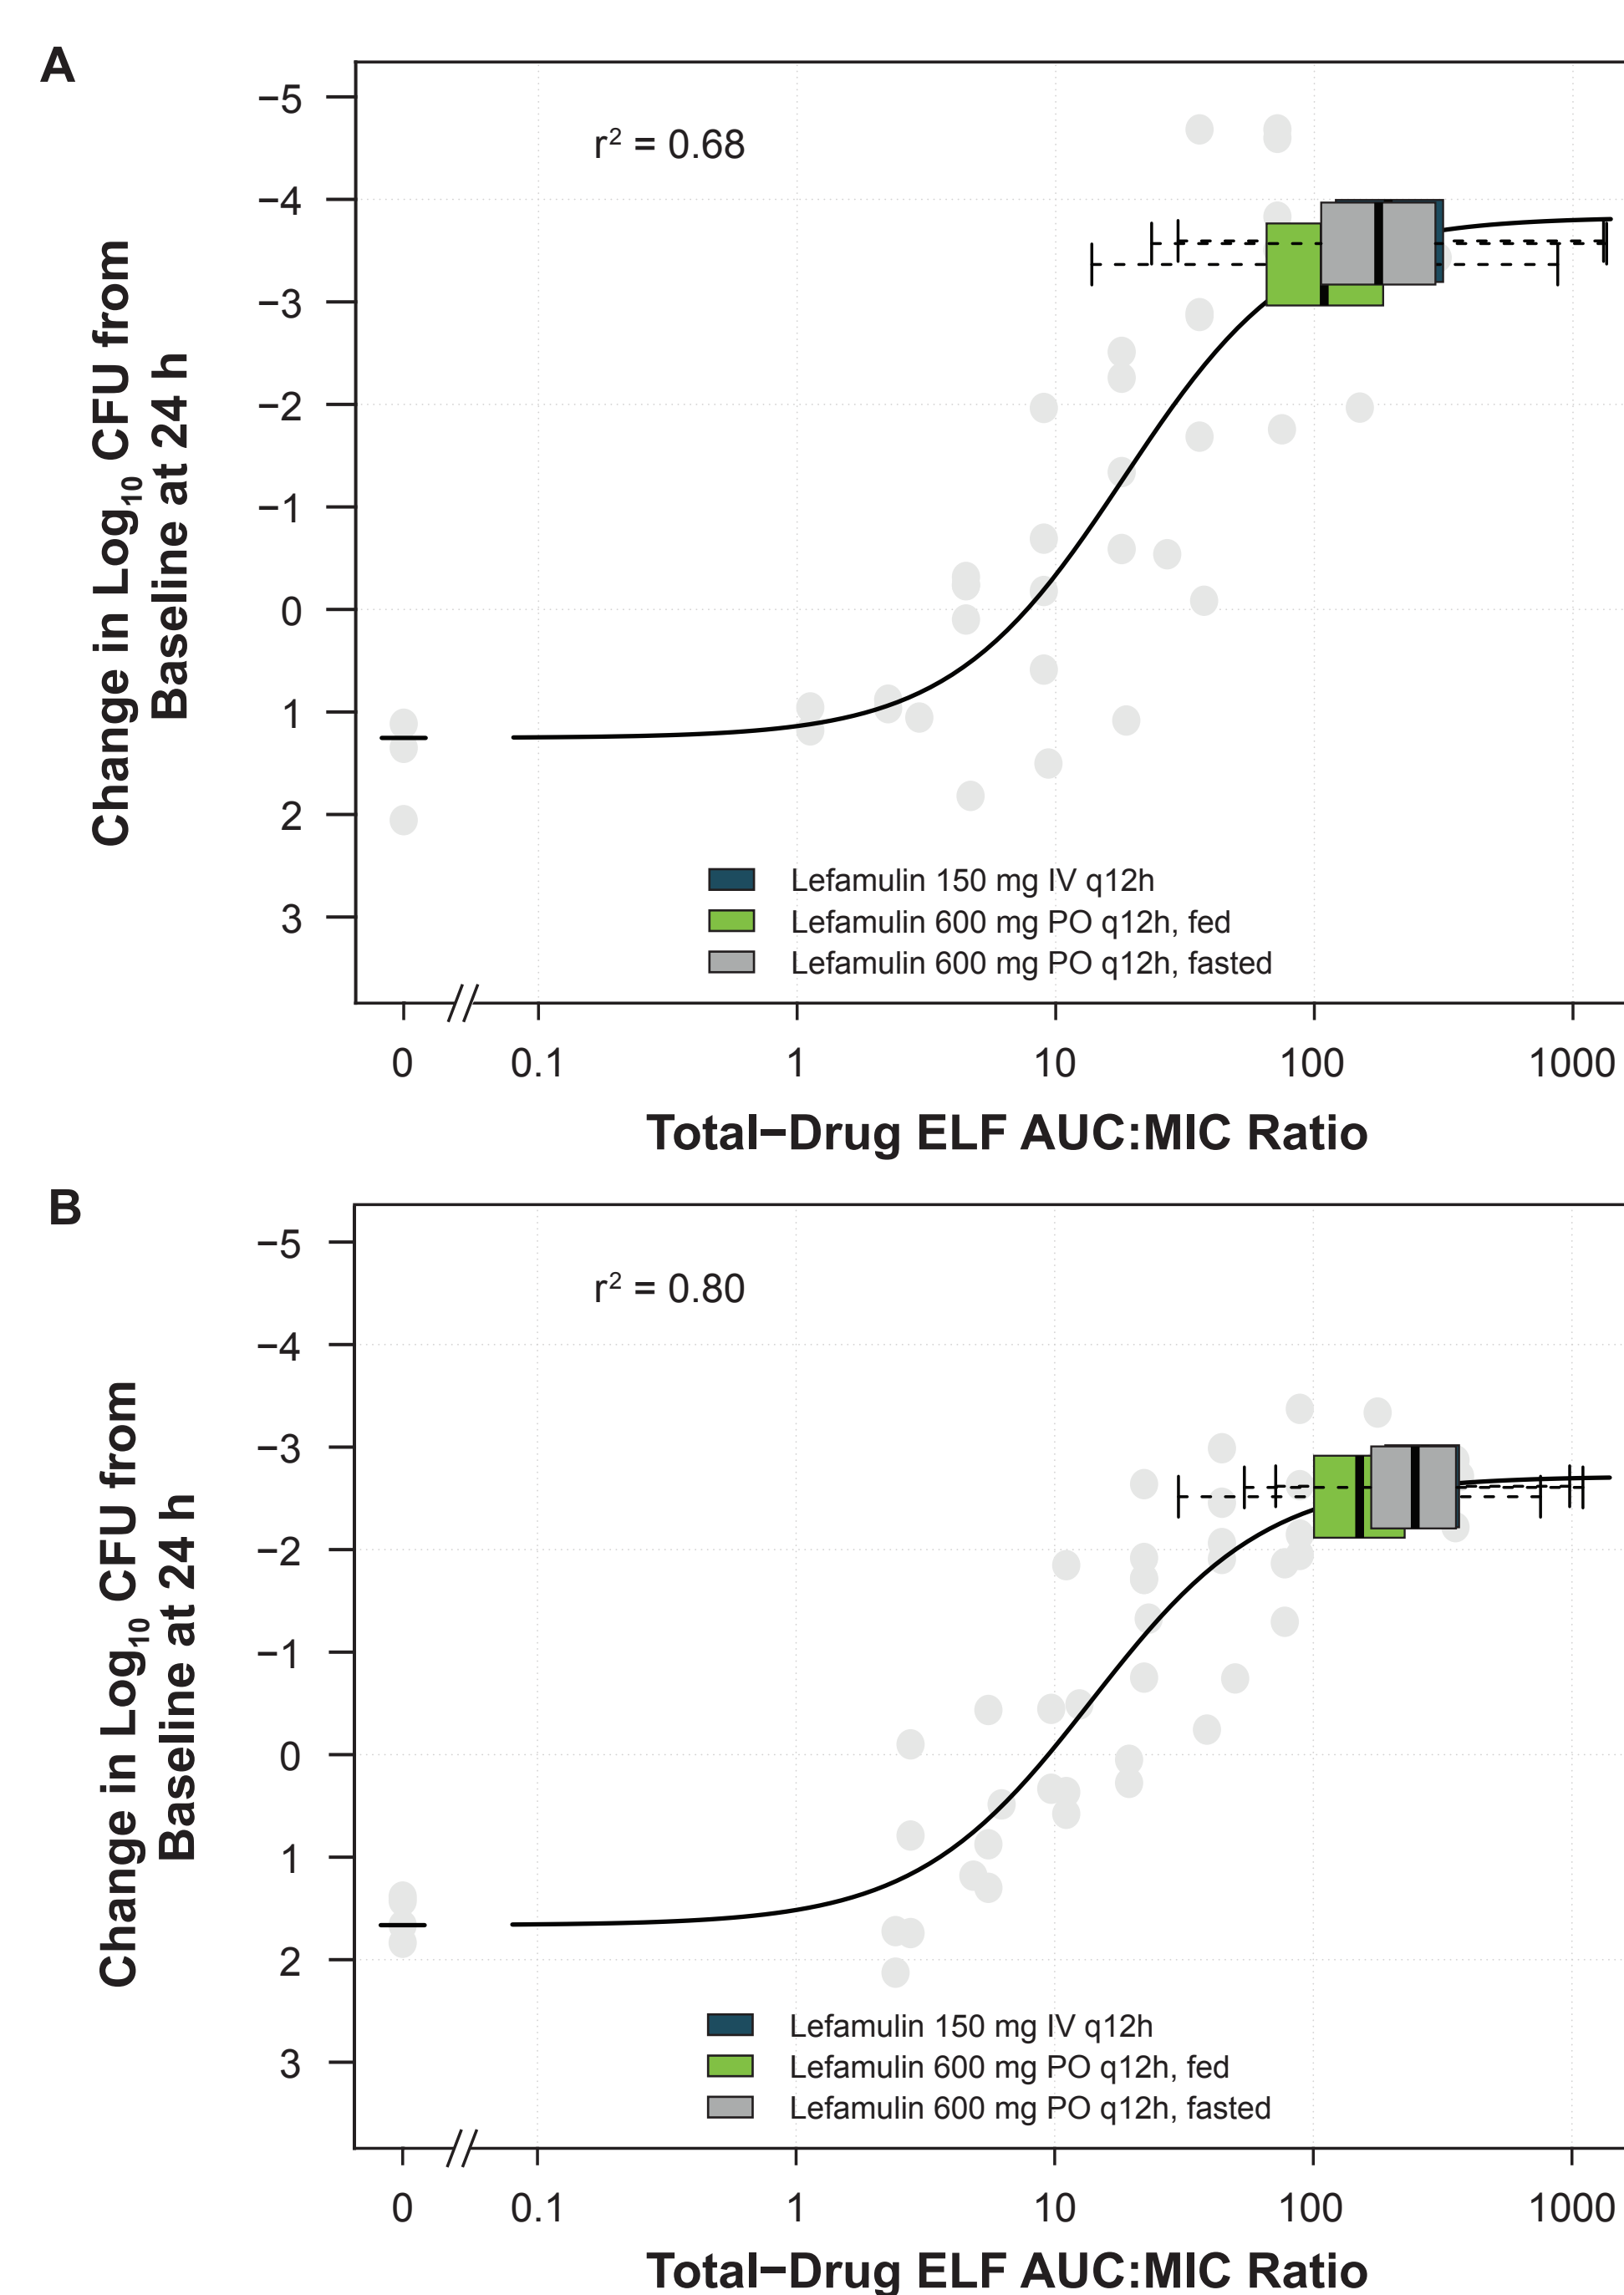 A
−5
−4
−3
−2
−1
0
1
2
3
Change in Log10 CFU from
Baseline at 24 h
r2 = 0.68
Lefamulin 150 mg IV q12h
Lefamulin 600 mg PO q12h, fed
Lefamulin 600 mg PO q12h, fasted
0 0.1 1 10 100 1000
Total−Drug ELF AUC:MIC Ratio
B
−5
−4
−3
−2
−1
0
1
2
3
Change in Log10 CFU from
Baseline at 24 h
r2 = 0.80
Lefamulin 150 mg IV q12h
Lefamulin 600 mg PO q12h, fed
Lefamulin 600 mg PO q12h, fasted
0 0.1 1 10 100 1000
Total−Drug ELF AUC:MIC Ratio